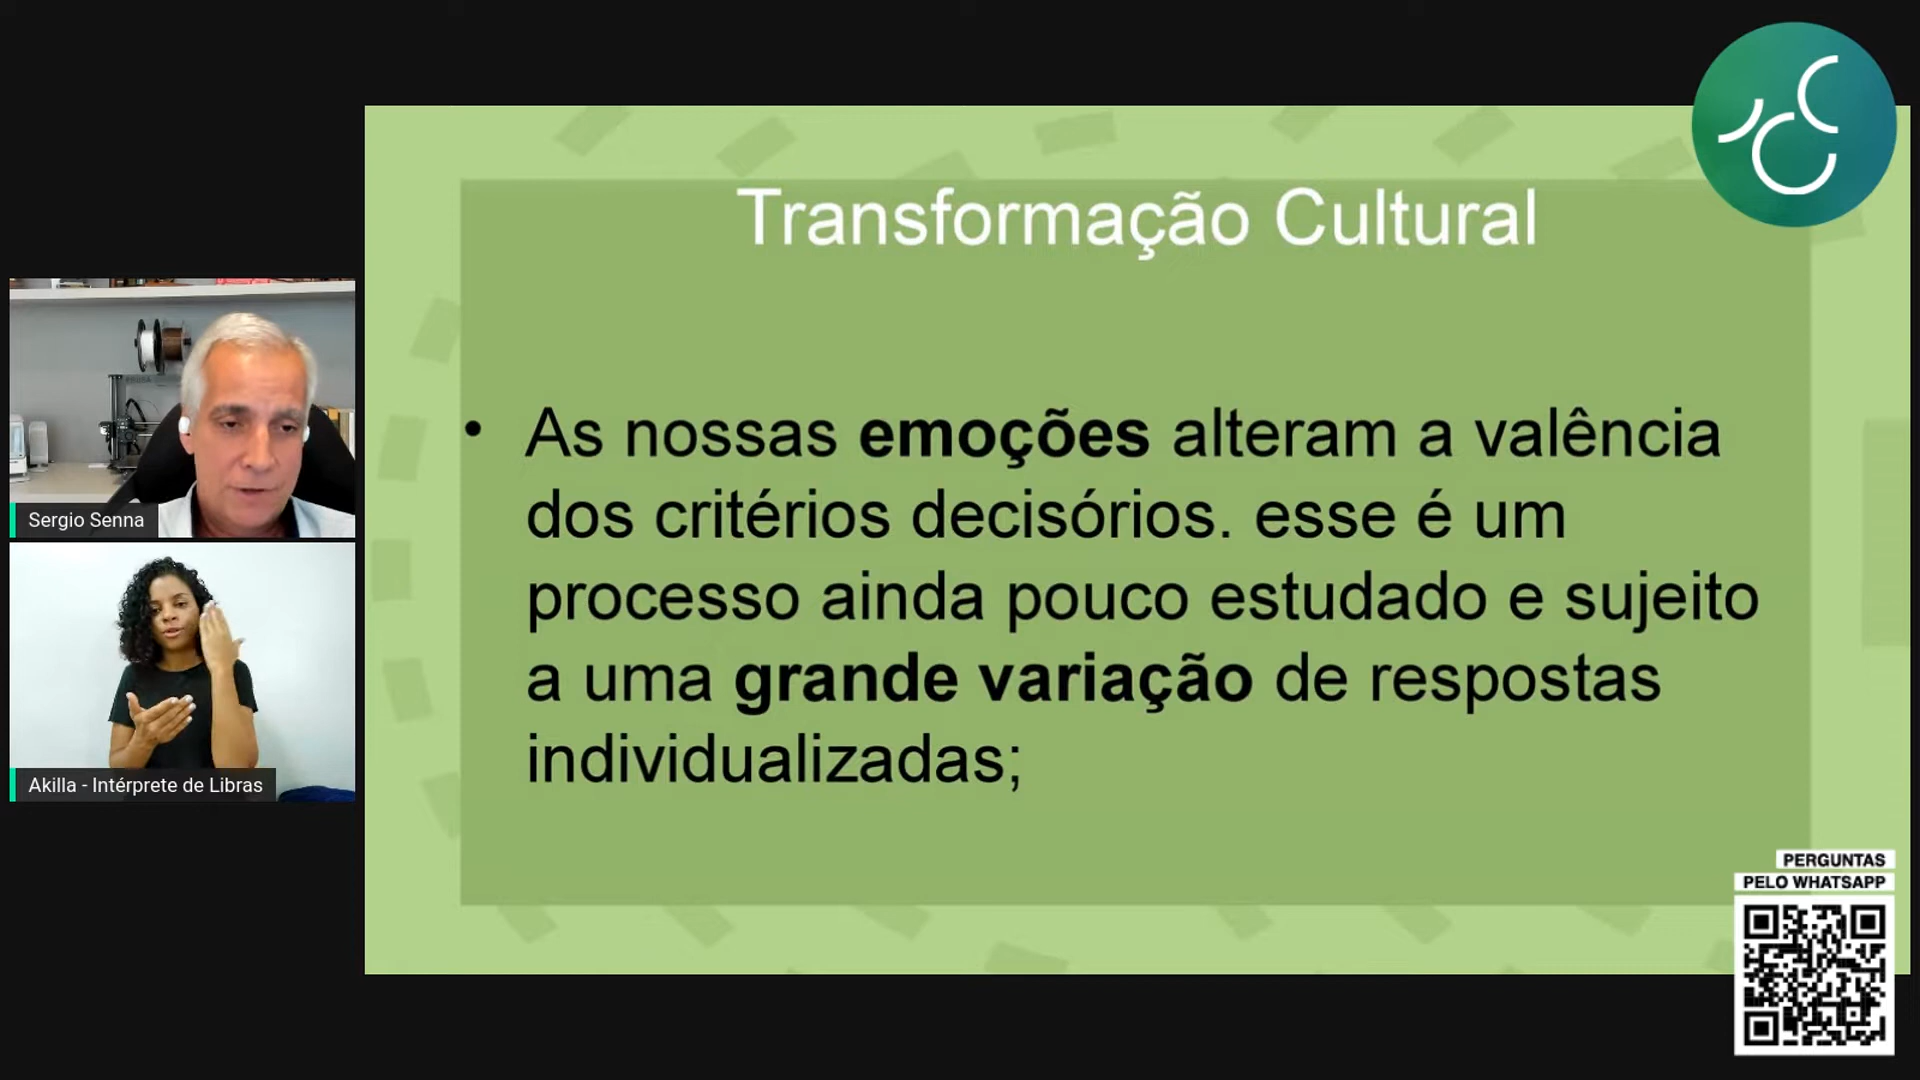 Transformação Cultural
• As nossas emoções alteram a valência
dos critérios decisórios. esse é um
processo ainda pouco estudado e sujeito
a uma grande variação de respostas
individualizadas;
Sergio Senna
Akilla - Intérprete de Libras
PERGUNTAS
PELO WHATSAPP